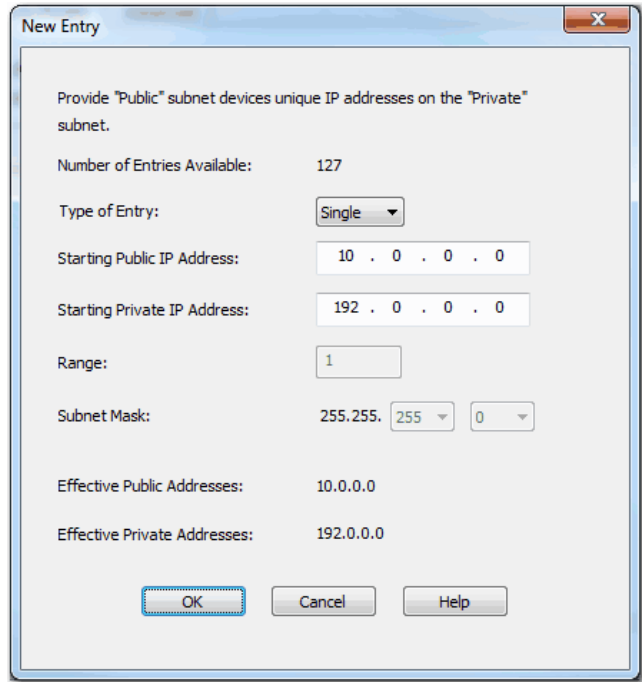 New Entry
Provide "Public" subnet devices unique IP addresses on the "Private"
subnet.
Number of Entries Available: 127
Type of Entry: Single
Starting Public IP Address: 10 . 0 . 0 . 0
Starting Private IP Address: 192 . 0 . 0 . 0
Range: 1
Subnet Mask: 255.255. 255 0
Effective Public Addresses: 10.0.0.0
Effective Private Addresses: 192.0.0.0
OK Cancel Help